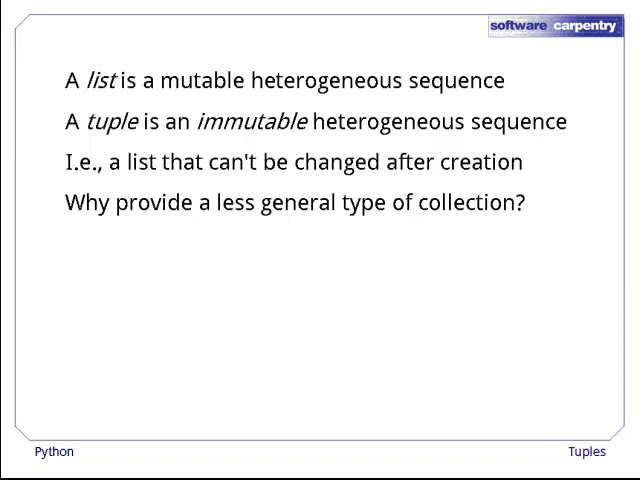 software carpentry
A list is a mutable heterogeneous sequence
A tuple is an immutable heterogeneous sequence
I.e., a list that can't be changed after creation
Why provide a less general type of collection?
Python
Tuples